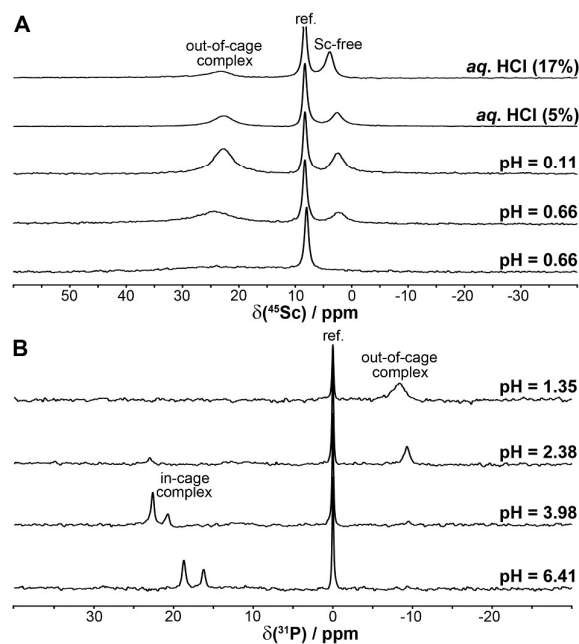 A
ref.
out-of-cage
complex
Sc-free
aq. HCl (17%)
aq. HCl (5%)
pH = 0.11
pH = 0.66
pH = 0.66
50 40 30 20 10 0 -10 -20 -30
δ(⁴⁵Sc) / ppm
B
ref.
out-of-cage
complex
pH = 1.35
pH = 2.38
in-cage
complex
pH = 3.98
pH = 6.41
30 20 10 0 -10 -20
δ(³¹P) / ppm